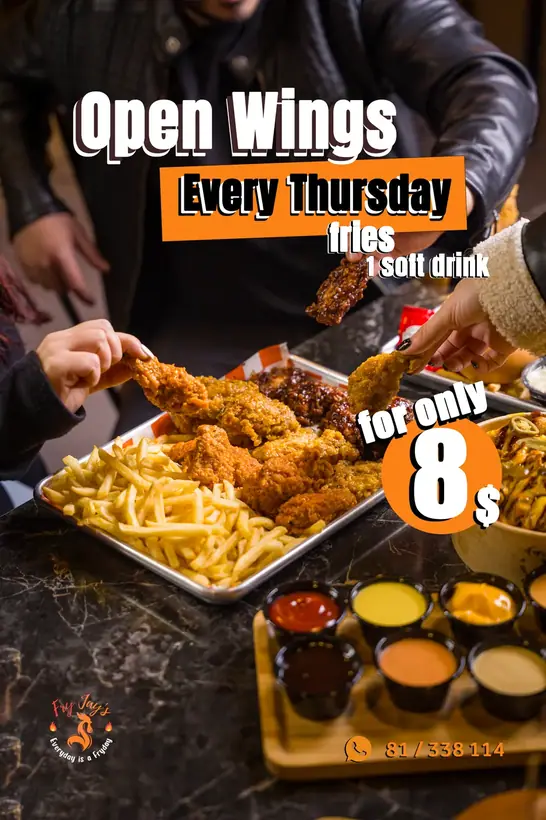 Open Wings
Every Thursday
fries
1 soft drink
for only
8
$
Fry Jay's
Everyday is a Fryday
81/338 114